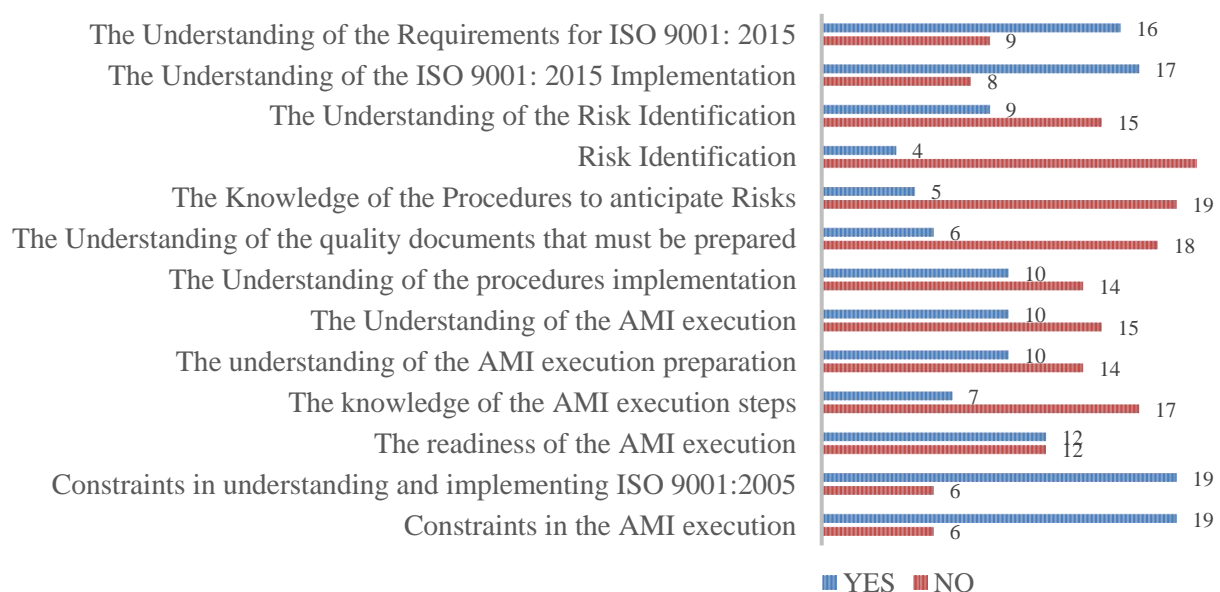 The Understanding of the Requirements for ISO 9001: 2015
16
9
The Understanding of the ISO 9001: 2015 Implementation
17
8
The Understanding of the Risk Identification
9
15
Risk Identification
4
The Knowledge of the Procedures to anticipate Risks
5
19
The Understanding of the quality documents that must be prepared
6
18
The Understanding of the procedures implementation
10
14
The Understanding of the AMI execution
10
15
The understanding of the AMI execution preparation
10
14
The knowledge of the AMI execution steps
7
17
The readiness of the AMI execution
12
12
Constraints in understanding and implementing ISO 9001:2005
19
6
Constraints in the AMI execution
19
6
YES NO